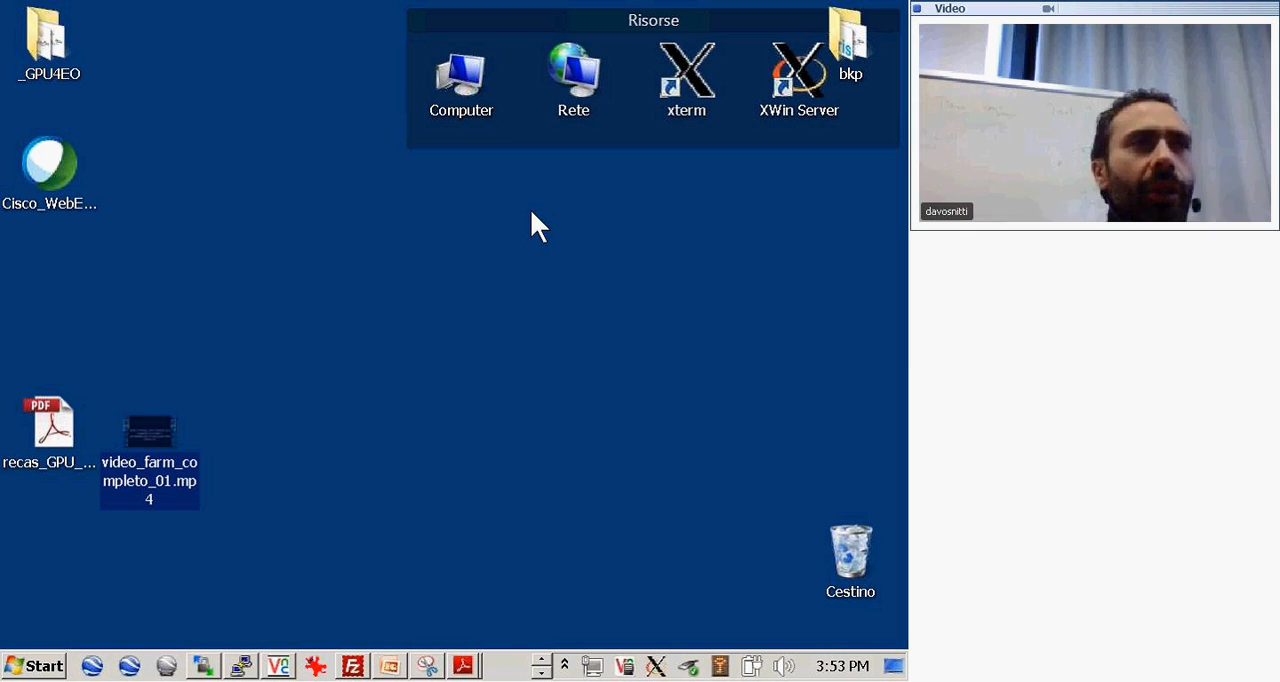 Risorse
_GPU4EO
Computer
Rete
xterm
XWin Server
bkp
Cisco_WebE...
PDF
recas_GPU_...
video_farm_co
mpleto_01.mp
4
Cestino
Start
3:53 PM
Video
davosnitti